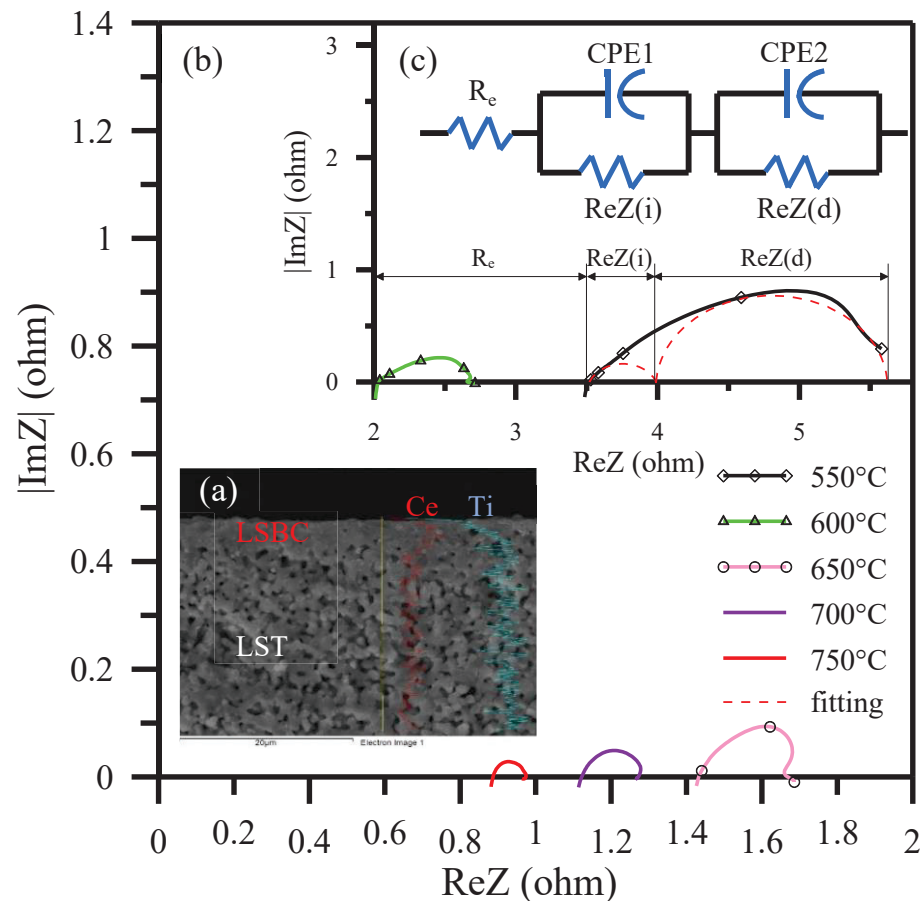 1.4
1.2
1
0.8
0.6
0.4
0.2
0
|ImZ| (ohm)
(b)
3
2
1
0
|ImZ| (ohm)
(c)
CPE1
CPE2
Re
ReZ(i)
ReZ(d)
Re
ReZ(i)
ReZ(d)
2
3
4
5
ReZ (ohm)
(a)
Ce
Ti
LSBC
LST
20μm
Electron Image 1
550°C
600°C
650°C
700°C
750°C
fitting
0
0.2
0.4
0.6
0.8
1
1.2
1.4
1.6
1.8
2
ReZ (ohm)